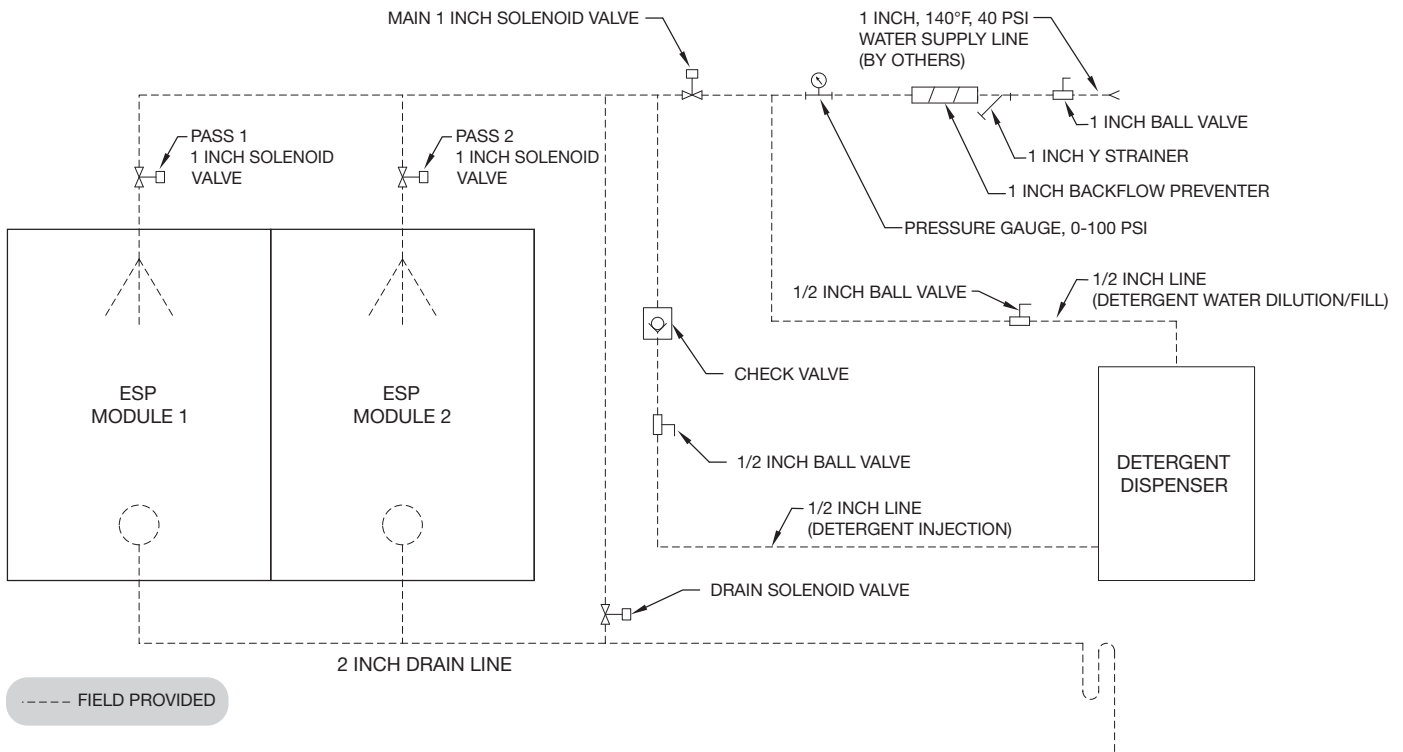 MAIN 1 INCH SOLENOID VALVE
1 INCH, 140°F, 40 PSI
WATER SUPPLY LINE
(BY OTHERS)
1 INCH BALL VALVE
PASS 1
1 INCH SOLENOID
VALVE
PASS 2
1 INCH SOLENOID
VALVE
1 INCH Y STRAINER
1 INCH BACKFLOW PREVENTER
PRESSURE GAUGE, 0-100 PSI
1/2 INCH BALL VALVE
1/2 INCH LINE
(DETERGENT WATER DILUTION/FILL)
CHECK VALVE
ESP
MODULE 1
ESP
MODULE 2
1/2 INCH BALL VALVE
DETERGENT
DISPENSER
1/2 INCH LINE
(DETERGENT INJECTION)
DRAIN SOLENOID VALVE
2 INCH DRAIN LINE
FIELD PROVIDED